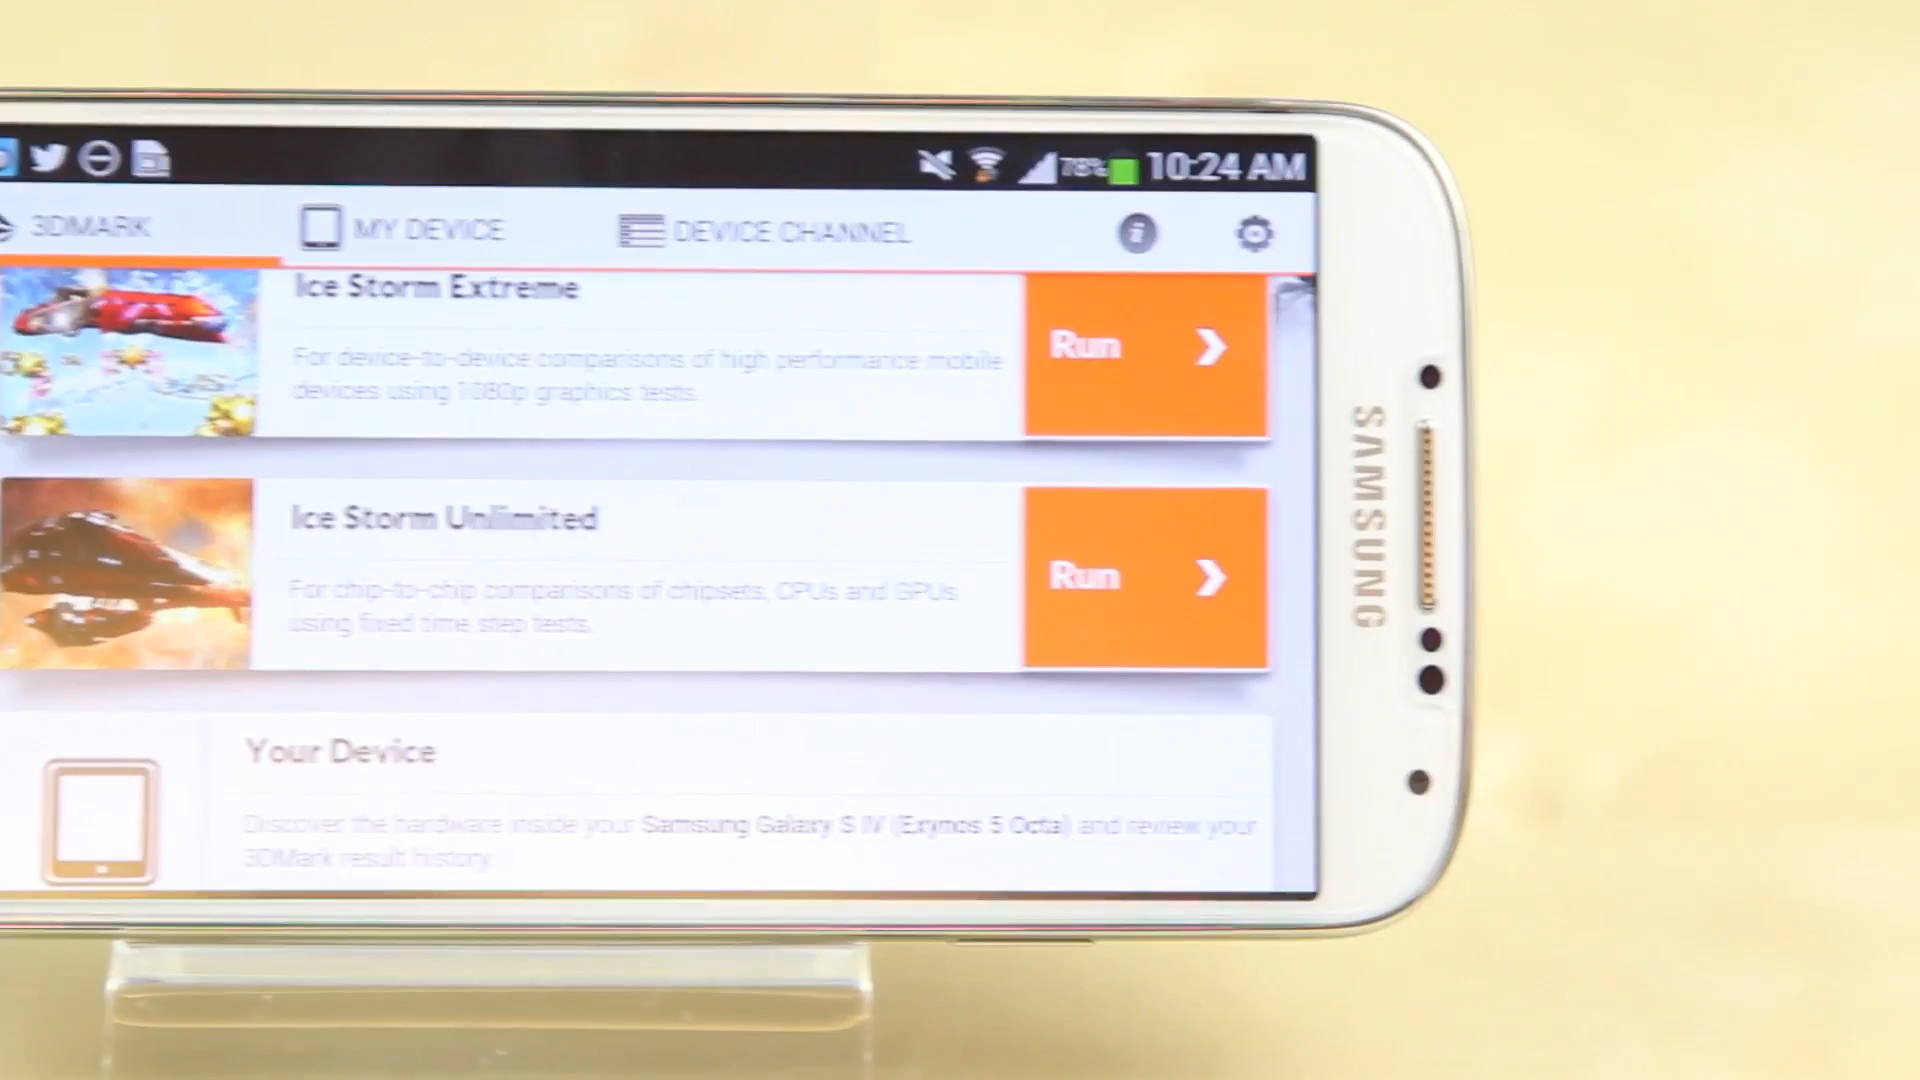 78% 10:24 AM
3DMARK MY DEVICE DEVICE CHANNEL
Ice Storm Extreme
For device-to-device comparisons of high performance mobile
devices using 1080p graphics tests.
Run
Ice Storm Unlimited
For chip-to-chip comparisons of chipsets, CPUs and GPUs
using fixed time step tests.
Run
Your Device
Discover the hardware inside your Samsung Galaxy S IV (Exynos 5 Octa) and review your
3DMark result history.
SAMSUNG